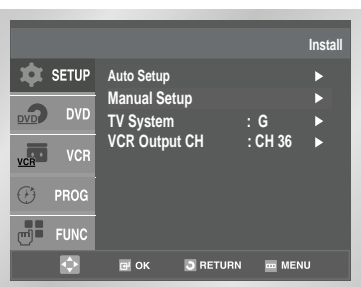 Install
SETUP
DVD DVD
VCR VCR
PROG
FUNC
Auto Setup
Manual Setup
TV System : G
VCR Output CH : CH 36
OK RETURN MENU